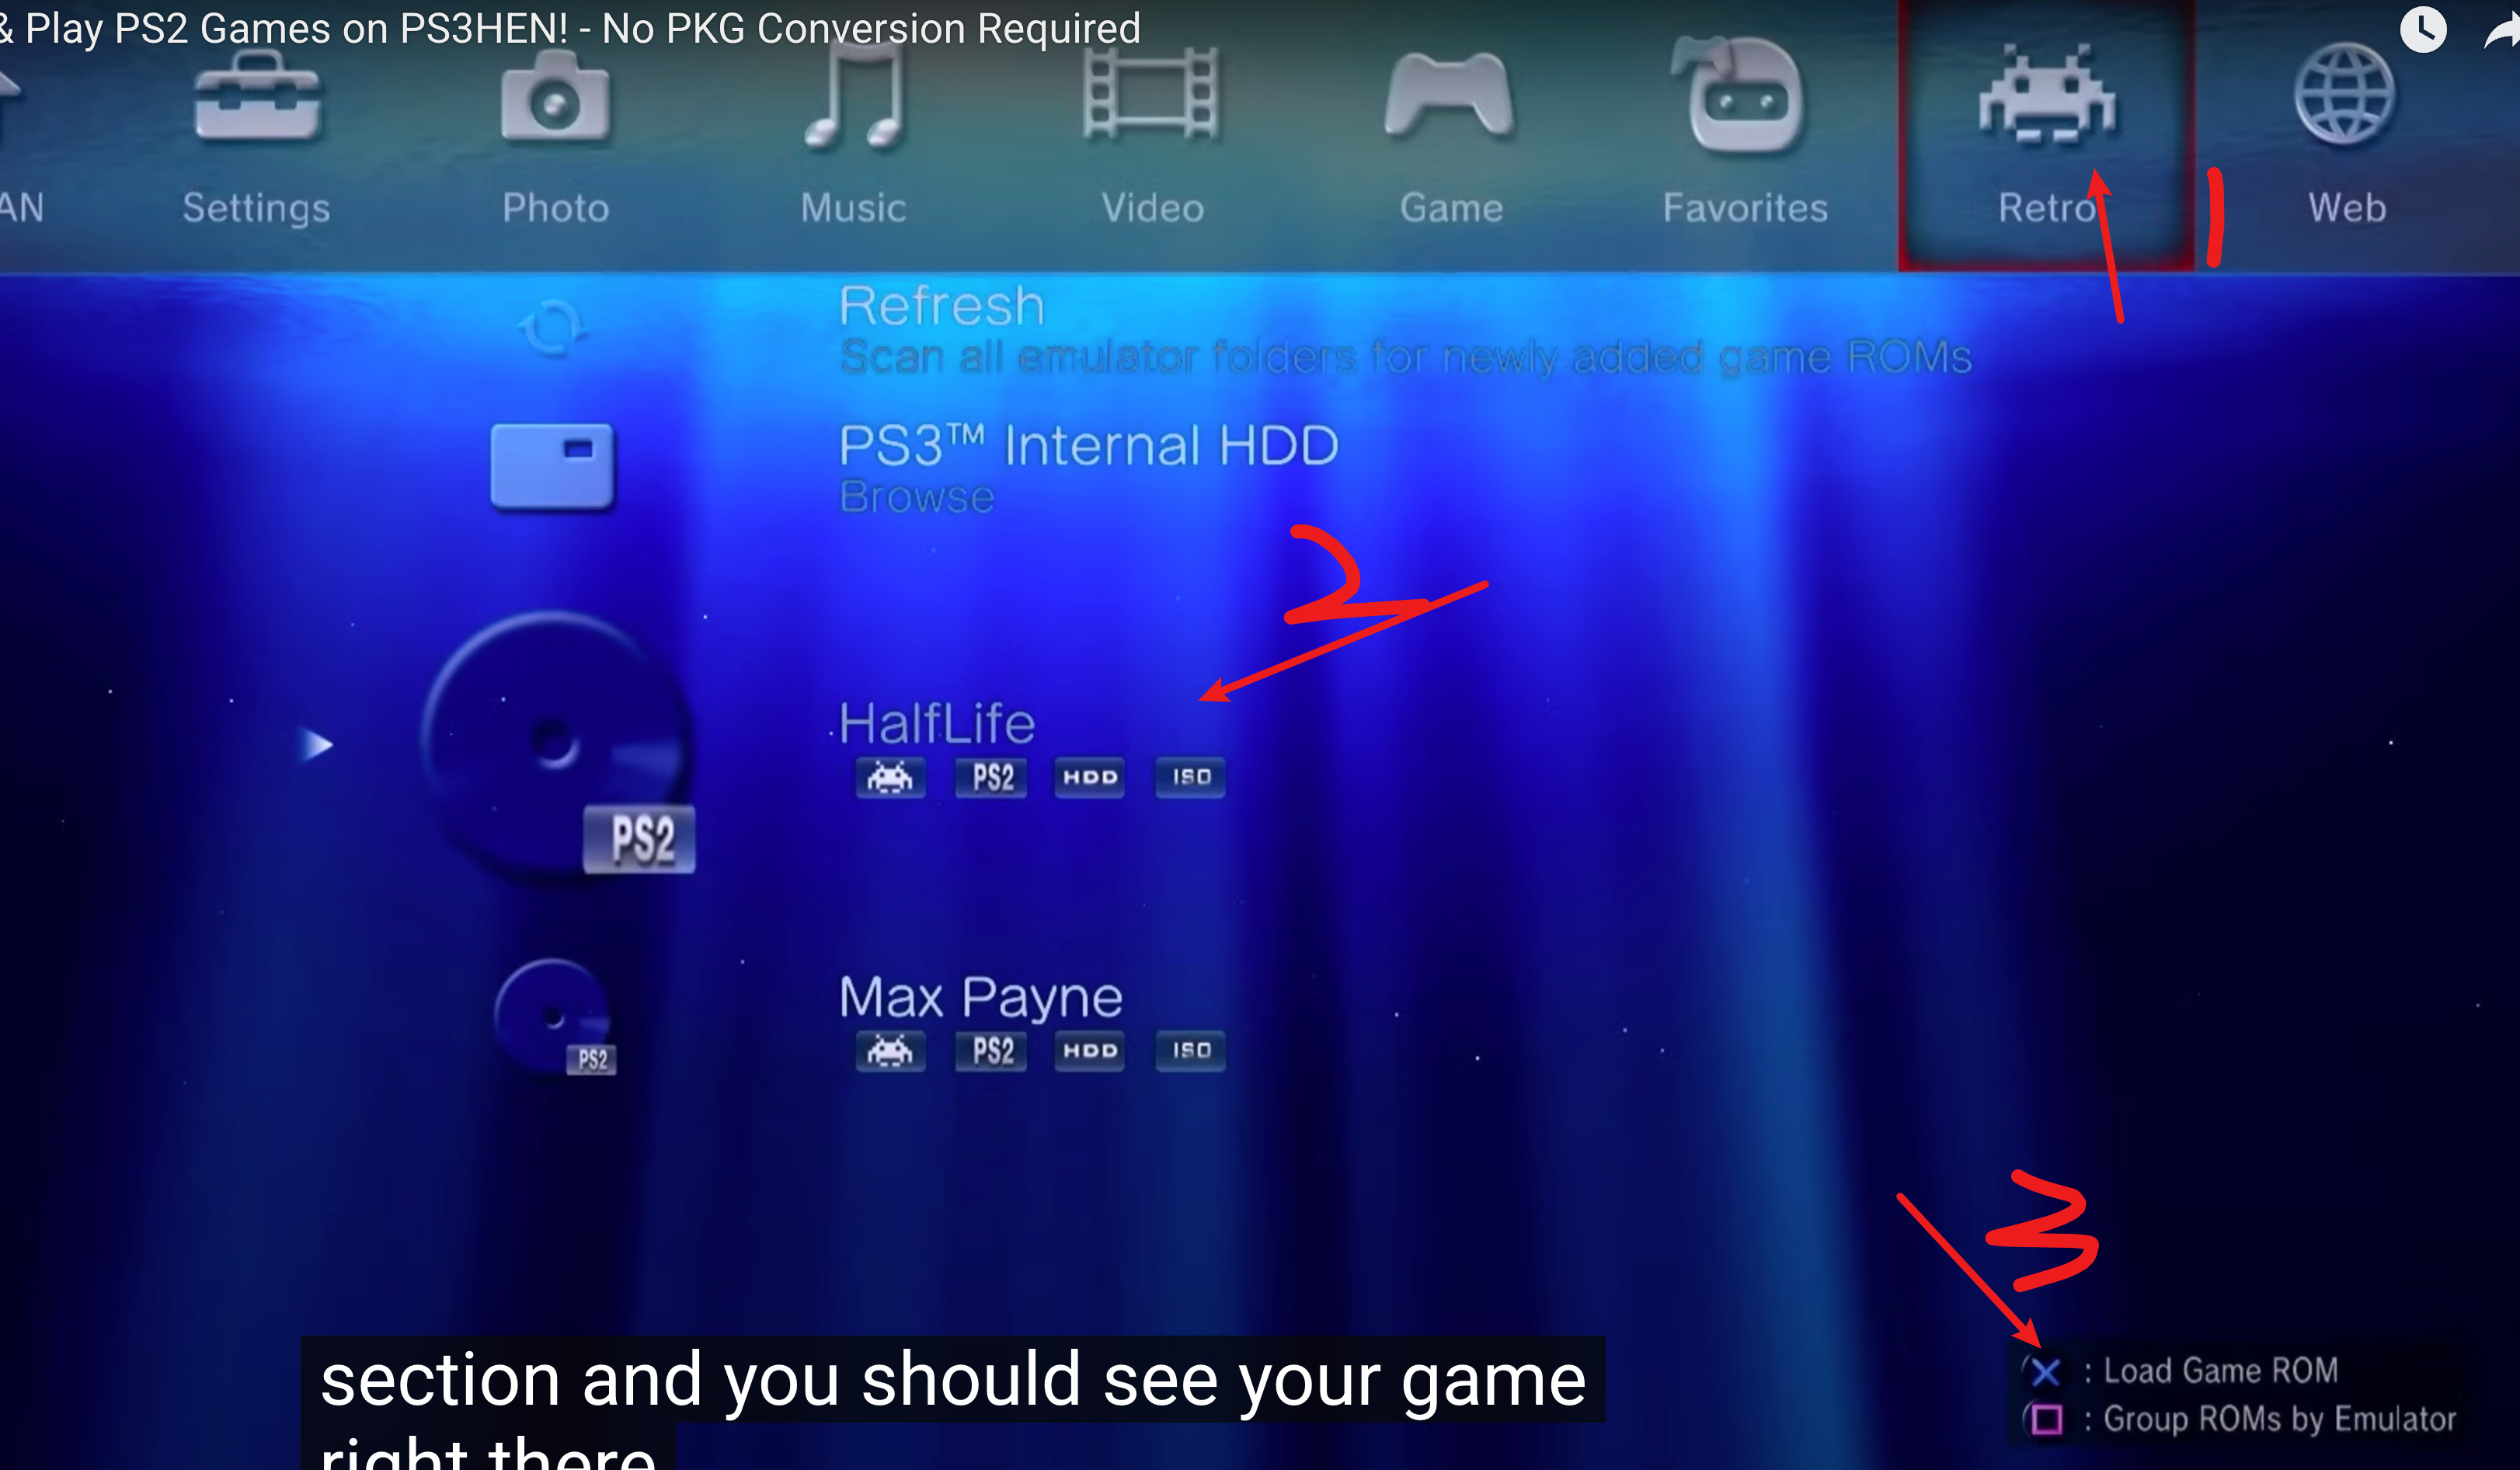 & Play PS2 Games on PS3HEN! - No PKG Conversion Required
AN Settings Photo Music Video Game Favorites Retro Web
1
Refresh
Scan all emulator folders for newly added game ROMs
PS3™ Internal HDD
Browse
2
HalfLife
PS2 HDD ISO
PS2
Max Payne
PS2 HDD ISO
PS2
3
section and you should see your game
right there
X : Load Game ROM
: Group ROMs by Emulator